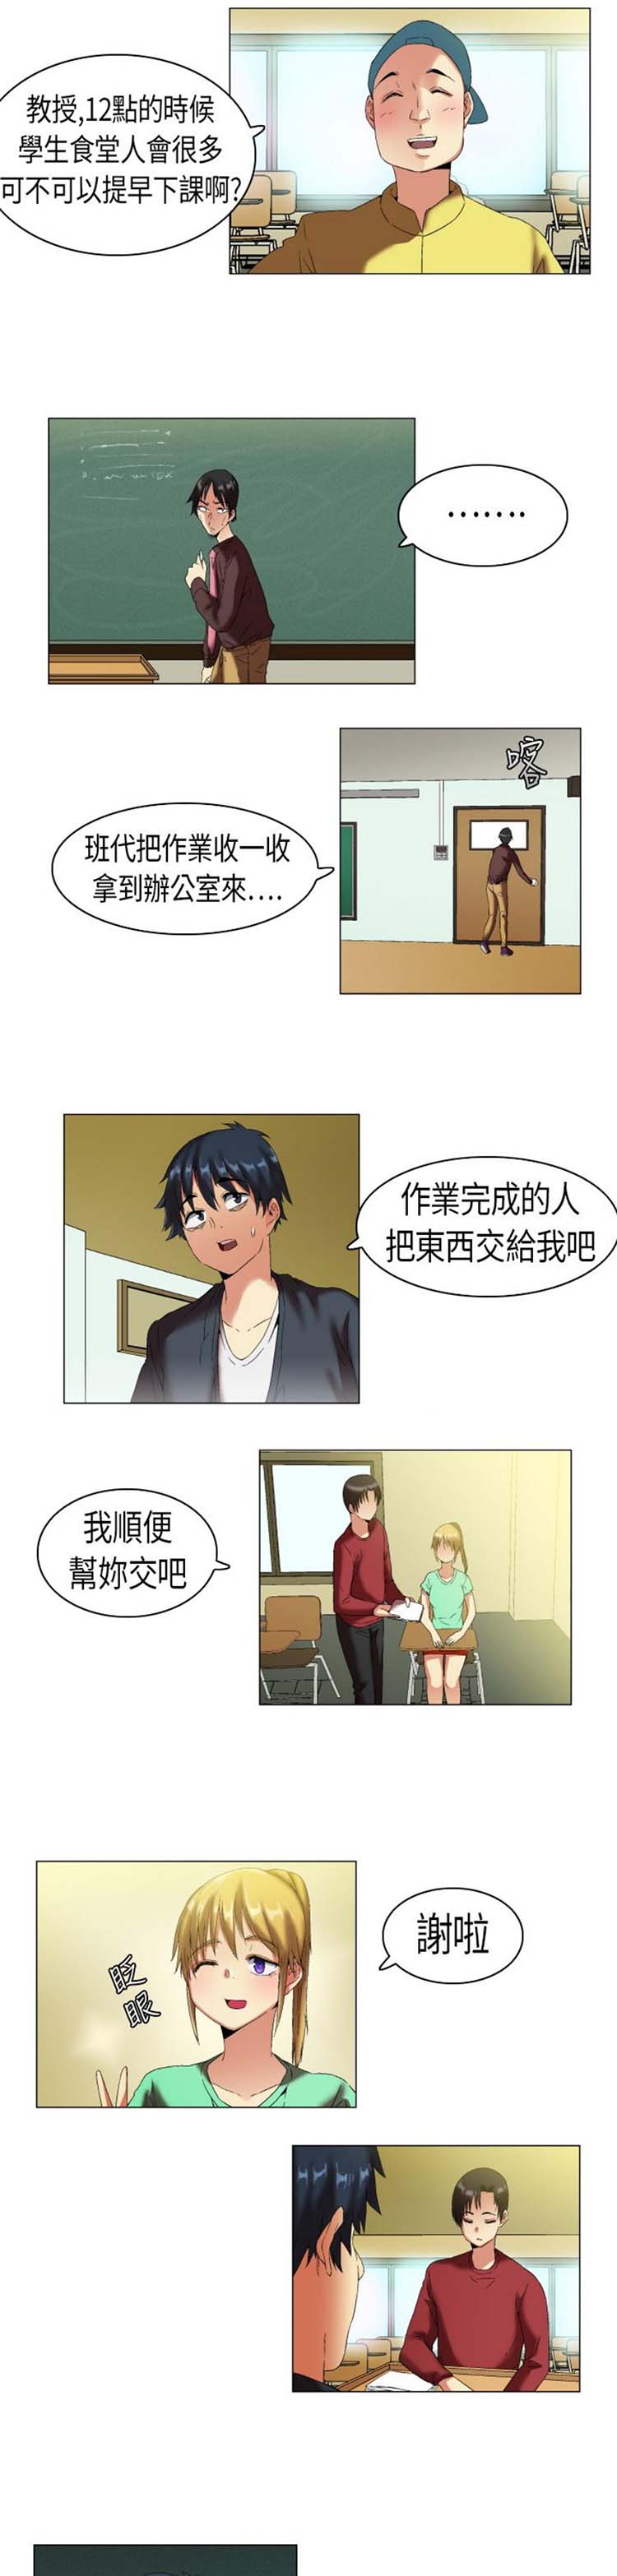 教授,12點的時候
學生食堂人會很多
可不可以提早下課啊?
.......
喀
班代把作業收一收
拿到辦公室來....
作業完成的人
把東西交給我吧
我順便
幫妳交吧
謝啦
眨
眼